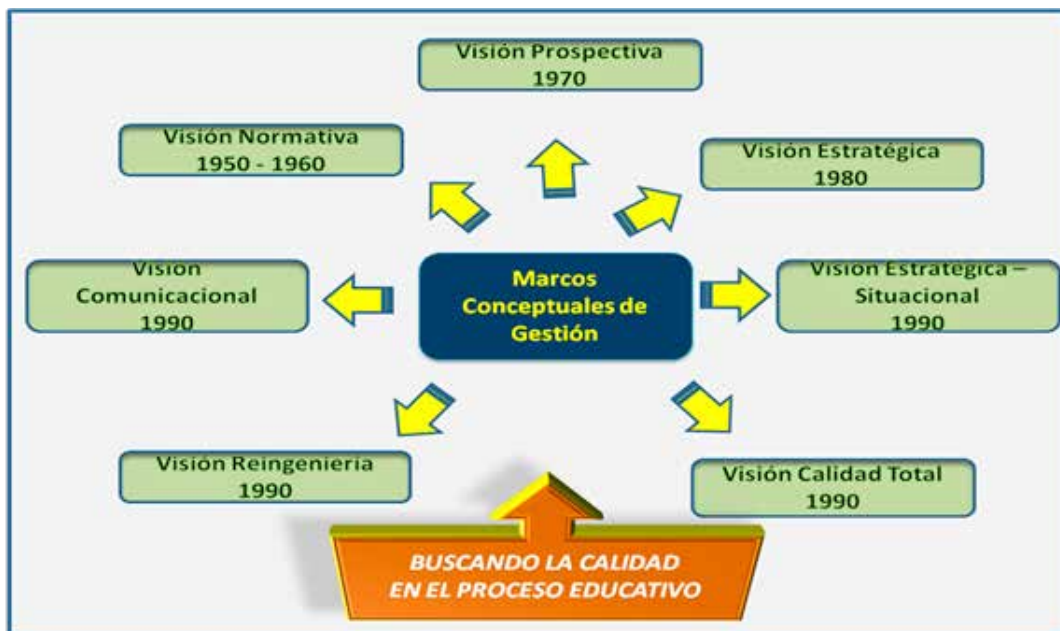 Visión Prospectiva
1970
Visión Normativa
1950 - 1960
Visión Estratégica
1980
Visión
Comunicacional
1990
Marcos
Conceptuales de
Gestión
Visión Estratégica –
Situacional
1990
Visión Reingeniería
1990
Visión Calidad Total
1990
BUSCANDO LA CALIDAD
EN EL PROCESO EDUCATIVO